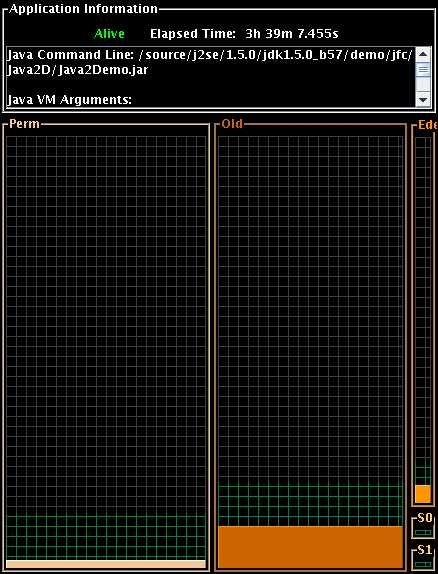 Application Information
Alive Elapsed Time: 3h 39m 7.455s
Java Command Line: /source/j2se/1.5.0/jdk1.5.0_b57/demo/jfc/
Java2D/Java2Demo.jar
Java VM Arguments:
Perm
Old
Ede
S0
S1